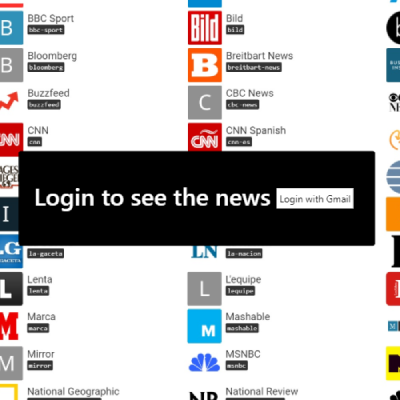 B
BBC Sport
bbc-sport
Bild
Bild
bild
B
Bloomberg
bloomberg
B
Breitbart News
breitbart-news
Buzzfeed
buzzfeed
C
CBC News
cbc-news
CNN
CNN
cnn
CNN
CNN Spanish
cnn-es
Login to see the news
Login with Gmail
I
LG
GACETA
la-gaceta
LN
la-nacion
L
Lenta
lenta
L
L'equipe
lequipe
M
Marca
marca
M
Mashable
mashable
M
Mirror
mirror
MSNBC
msnbc
National Geographic
NR
National Review